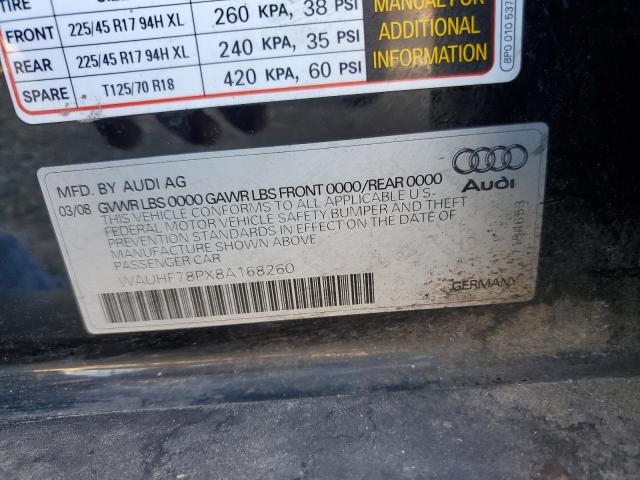 TIRE
FRONT 225/45 R17 94H XL 260 KPA, 38 PSI
REAR 225/45 R17 94H XL 240 KPA, 35 PSI
SPARE T125/70 R18 420 KPA, 60 PSI
MANUAL FOR
ADDITIONAL
INFORMATION
8P0 010 537
MFD. BY AUDI AG
03/08 GVWR LBS 0000 GAWR LBS FRONT 0000/REAR 0000
THIS VEHICLE CONFORMS TO ALL APPLICABLE U S-
FEDERAL MOTOR VEHICLE SAFETY BUMPER AND THEFT
PREVENTION STANDARDS IN EFFECT ON THE DATE OF
MANUFACTURE SHOWN ABOVE
PASSENGER CAR
WAUHF78PX8A168260
Audi
GERMANY